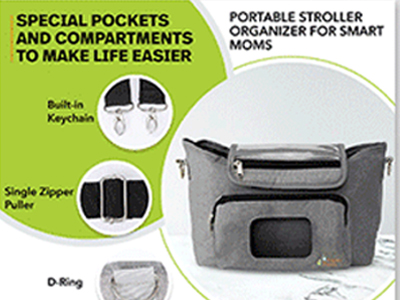 SPECIAL POCKETS
AND COMPARTMENTS
TO MAKE LIFE EASIER
PORTABLE STROLLER
ORGANIZER FOR SMART
MOMS
Built-in
Keychain
Single Zipper
Puller
D-Ring